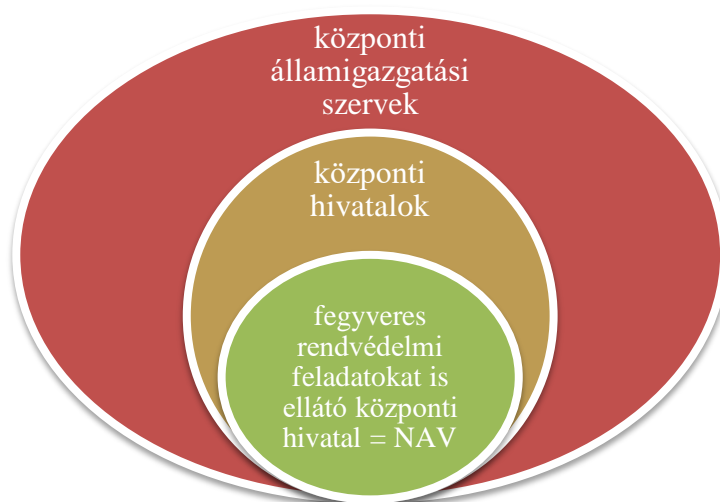 központi
államigazgatási
szervek
központi
hivatalok
fegyveres
rendvédelmi
feladatokat is
ellátó központi
hivatal = NAV